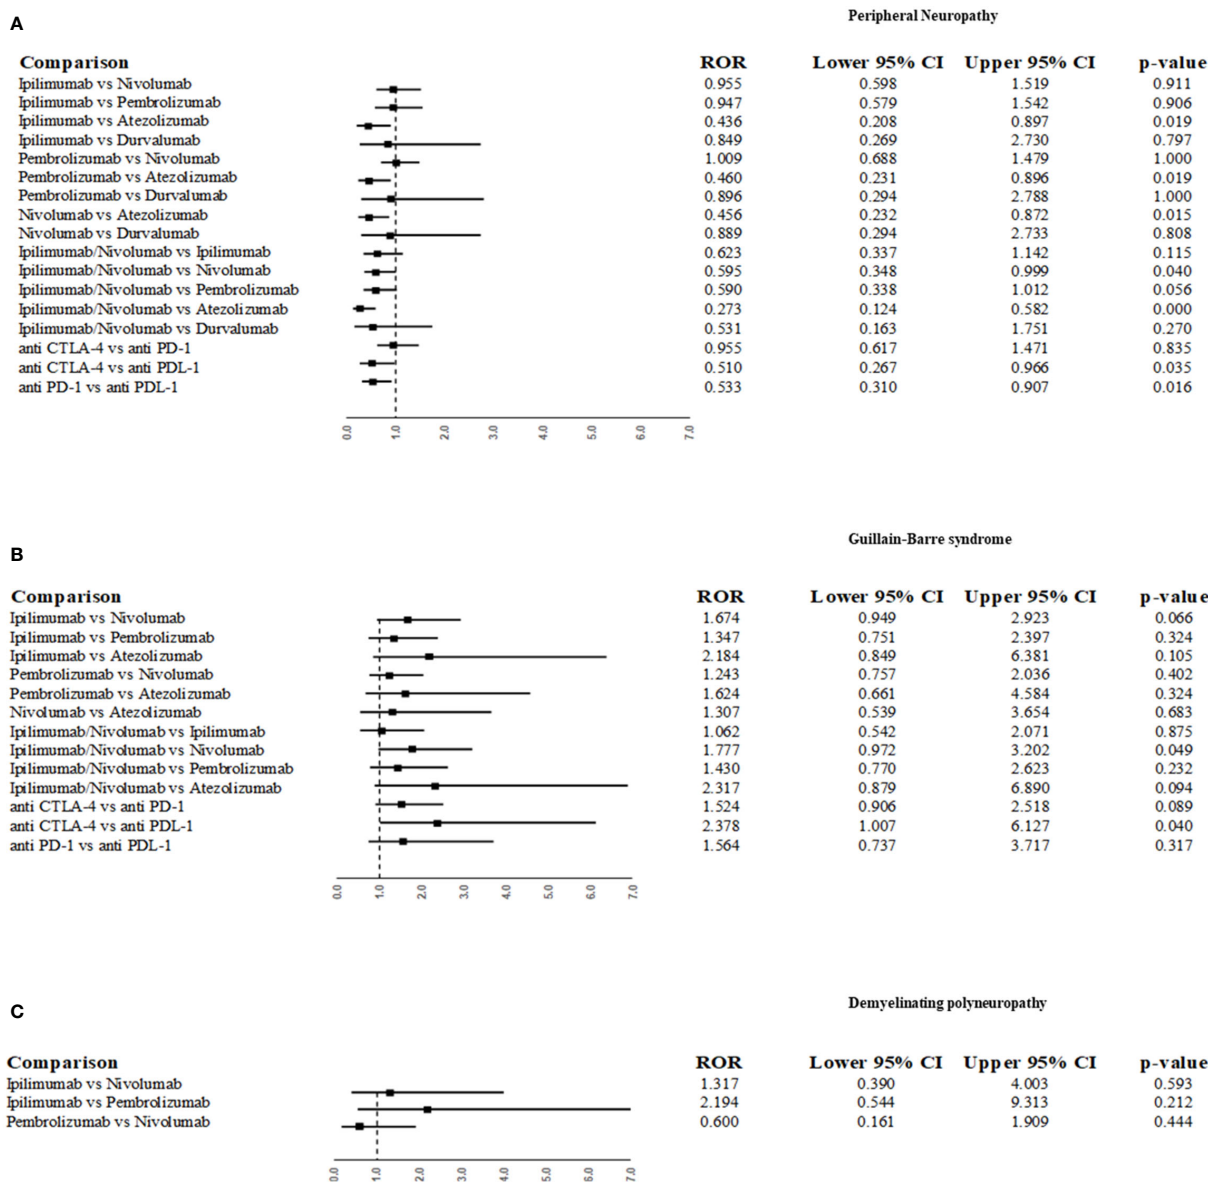 A
Peripheral Neuropathy
Comparison ROR Lower 95% CI Upper 95% CI p-value
Ipilimumab vs Nivolumab 0.955 0.598 1.519 0.911
Ipilimumab vs Pembrolizumab 0.947 0.579 1.542 0.906
Ipilimumab vs Atezolizumab 0.436 0.208 0.897 0.019
Ipilimumab vs Durvalumab 0.849 0.269 2.730 0.797
Pembrolizumab vs Nivolumab 1.009 0.688 1.479 1.000
Pembrolizumab vs Atezolizumab 0.460 0.231 0.896 0.019
Pembrolizumab vs Durvalumab 0.896 0.294 2.788 1.000
Nivolumab vs Atezolizumab 0.456 0.232 0.872 0.015
Nivolumab vs Durvalumab 0.889 0.294 2.733 0.808
Ipilimumab/Nivolumab vs Ipilimumab 0.623 0.337 1.142 0.115
Ipilimumab/Nivolumab vs Nivolumab 0.595 0.348 0.999 0.040
Ipilimumab/Nivolumab vs Pembrolizumab 0.590 0.338 1.012 0.056
Ipilimumab/Nivolumab vs Atezolizumab 0.273 0.124 0.582 0.000
Ipilimumab/Nivolumab vs Durvalumab 0.531 0.163 1.751 0.270
anti CTLA-4 vs anti PD-1 0.955 0.617 1.471 0.835
anti CTLA-4 vs anti PDL-1 0.510 0.267 0.966 0.035
anti PD-1 vs anti PDL-1 0.533 0.310 0.907 0.016
0.0 1.0 2.0 3.0 4.0 5.0 6.0 7.0
B
Guillain-Barre syndrome
Comparison ROR Lower 95% CI Upper 95% CI p-value
Ipilimumab vs Nivolumab 1.674 0.949 2.923 0.066
Ipilimumab vs Pembrolizumab 1.347 0.751 2.397 0.324
Ipilimumab vs Atezolizumab 2.184 0.849 6.381 0.105
Pembrolizumab vs Nivolumab 1.243 0.757 2.036 0.402
Pembrolizumab vs Atezolizumab 1.624 0.661 4.584 0.324
Nivolumab vs Atezolizumab 1.307 0.539 3.654 0.683
Ipilimumab/Nivolumab vs Ipilimumab 1.062 0.542 2.071 0.875
Ipilimumab/Nivolumab vs Nivolumab 1.777 0.972 3.202 0.049
Ipilimumab/Nivolumab vs Pembrolizumab 1.430 0.770 2.623 0.232
Ipilimumab/Nivolumab vs Atezolizumab 2.317 0.879 6.890 0.094
anti CTLA-4 vs anti PD-1 1.524 0.906 2.518 0.089
anti CTLA-4 vs anti PDL-1 2.378 1.007 6.127 0.040
anti PD-1 vs anti PDL-1 1.564 0.737 3.717 0.317
0.0 1.0 2.0 3.0 4.0 5.0 6.0 7.0
C
Demyelinating polyneuropathy
Comparison ROR Lower 95% CI Upper 95% CI p-value
Ipilimumab vs Nivolumab 1.317 0.390 4.003 0.593
Ipilimumab vs Pembrolizumab 2.194 0.544 9.313 0.212
Pembrolizumab vs Nivolumab 0.600 0.161 1.909 0.444
0.0 1.0 2.0 3.0 4.0 5.0 6.0 7.0